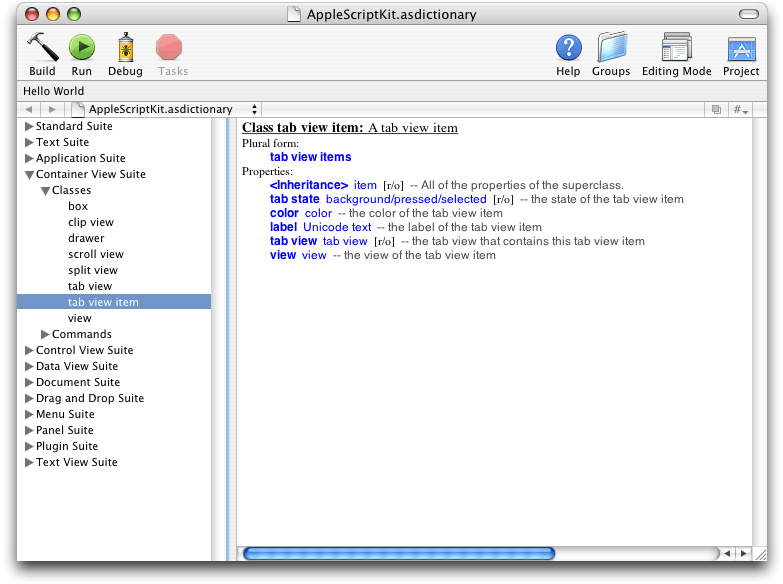 AppleScriptKit.asdictionary
Build Run Debug Tasks Help Groups Editing Mode Project
Hello World
AppleScriptKit.asdictionary #
Standard Suite
Text Suite
Application Suite
Container View Suite
Classes
box
clip view
drawer
scroll view
split view
tab view
tab view item
view
Commands
Control View Suite
Data View Suite
Document Suite
Drag and Drop Suite
Menu Suite
Panel Suite
Plugin Suite
Text View Suite
Class tab view item: A tab view item
Plural form:
tab view items
Properties:
<Inheritance> item [r/o] -- All of the properties of the superclass.
tab state background/pressed/selected [r/o] -- the state of the tab view item
color color -- the color of the tab view item
label Unicode text -- the label of the tab view item
tab view tab view [r/o] -- the tab view that contains this tab view item
view view -- the view of the tab view item